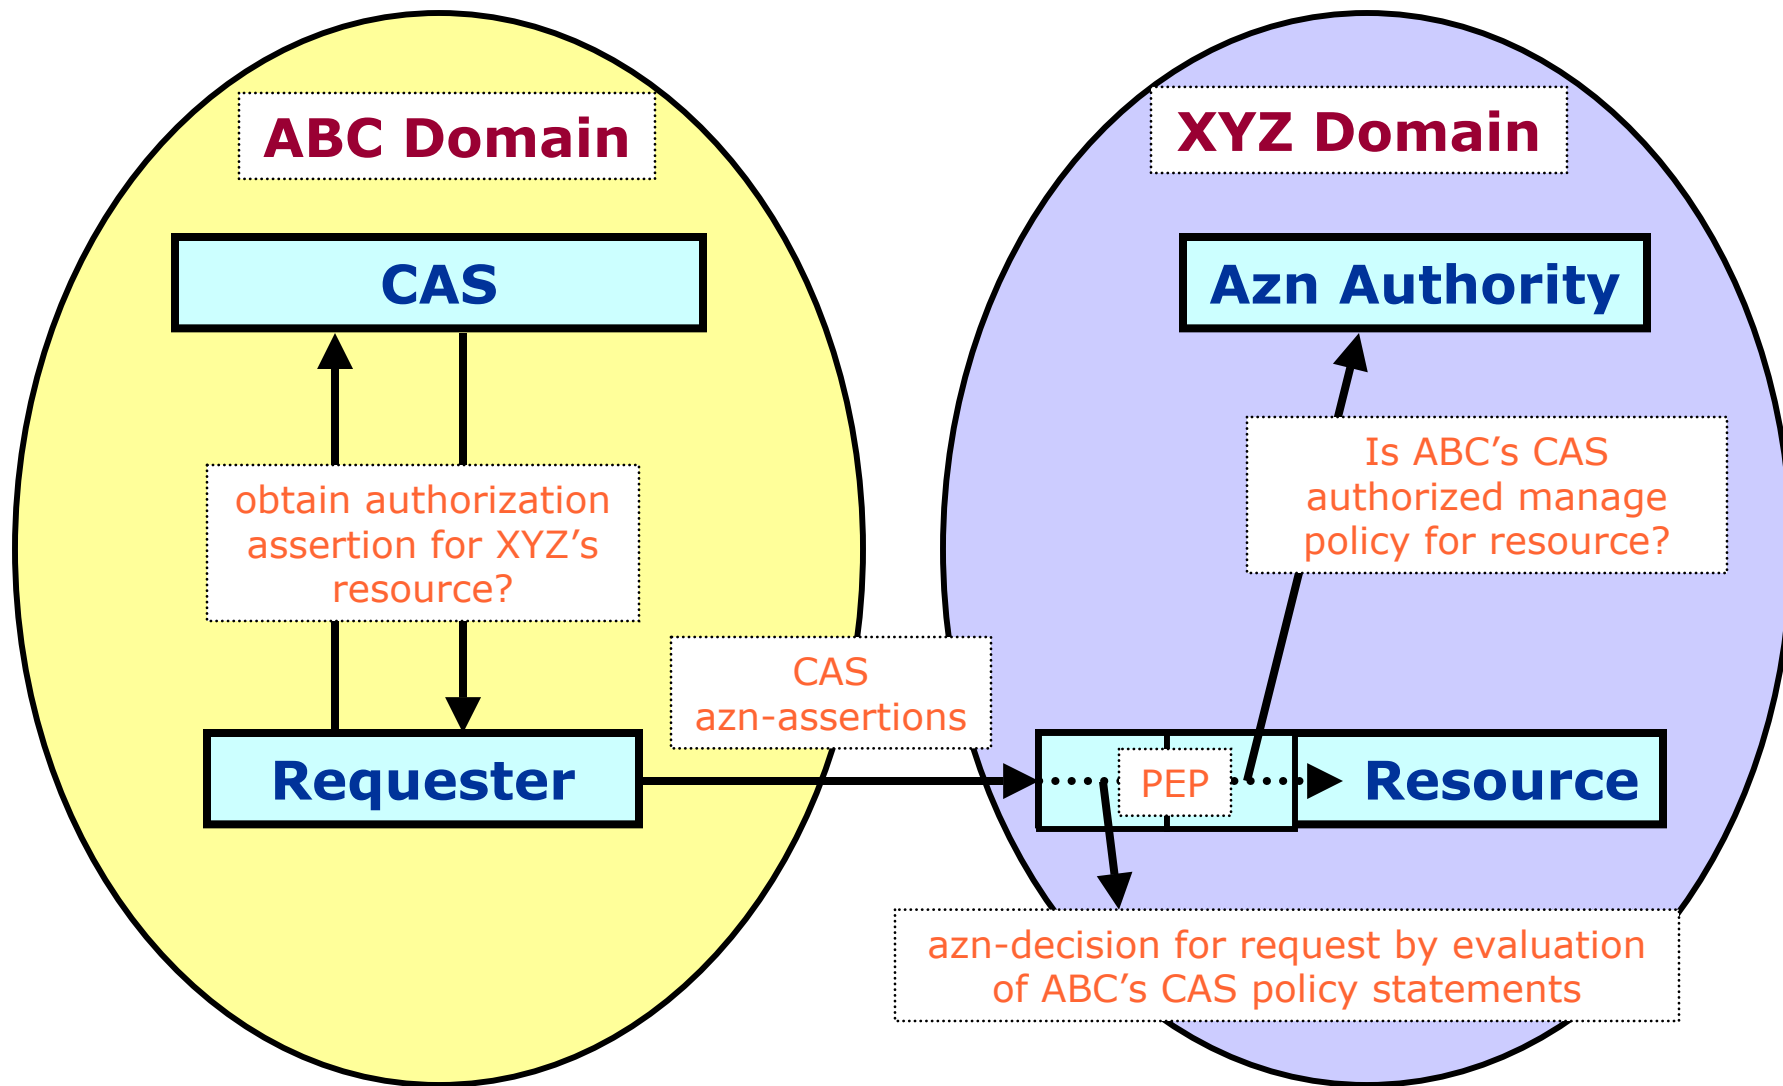 ABC Domain
XYZ Domain
CAS
Azn Authority
Is ABC’s CAS
authorized manage
policy for resource?
obtain authorization
assertion for XYZ’s
resource?
CAS
azn-assertions
Requester
PEP
Resource
azn-decision for request by evaluation
of ABC’s CAS policy statements